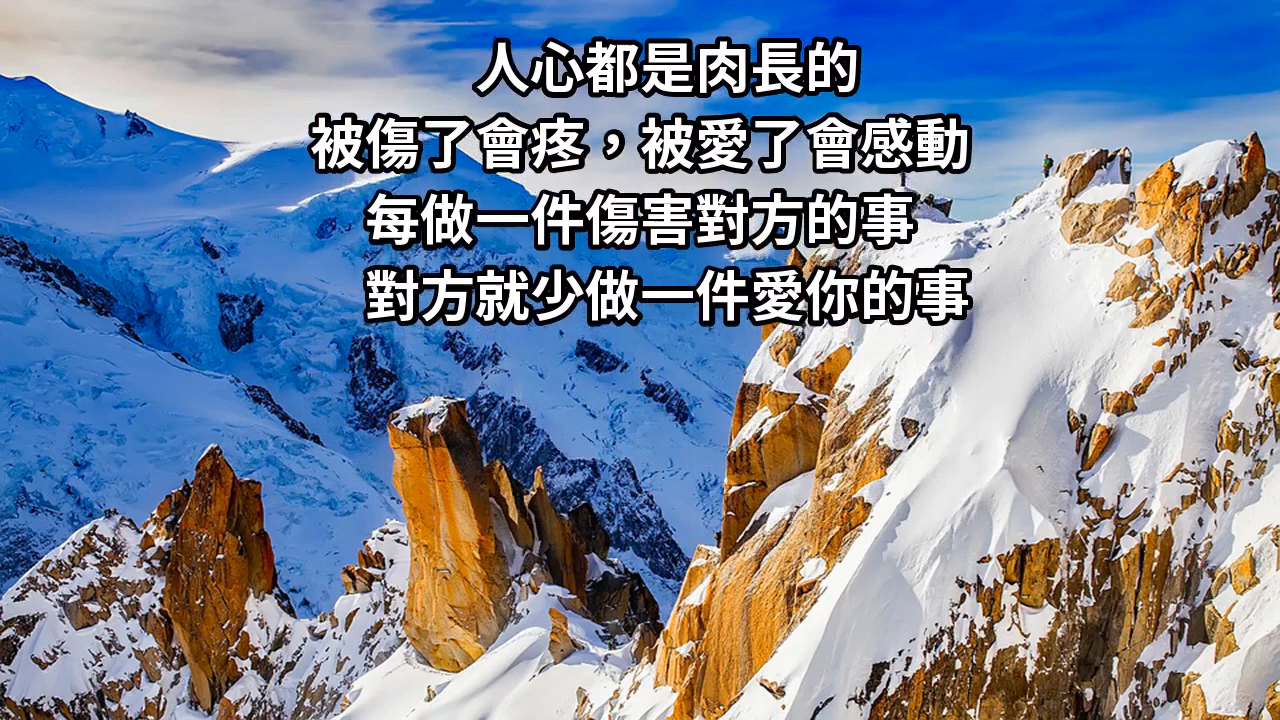 人心都是肉長的
被傷了會疼，被愛了會感動
每做一件傷害對方的事
對方就少做一件愛你的事